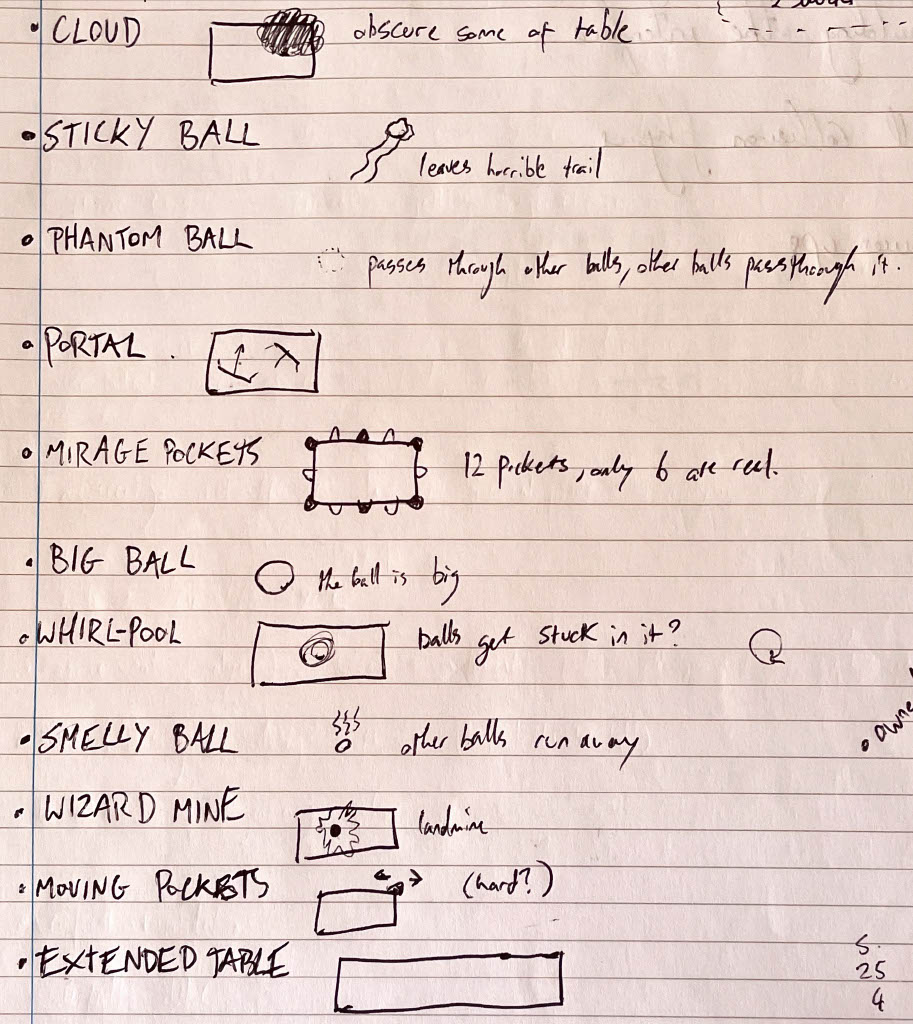 • CLOUD obscure some of table
• STICKY BALL
leaves horrible trail
• PHANTOM BALL
passes through other balls, other balls pass through it.
• PORTAL
• MIRAGE POCKETS 12 pockets, only 6 are real.
• BIG BALL the ball is big
• WHIRL-POOL balls get stuck in it?
• SMELLY BALL other balls run away
• WIZARD MINE landmine
• MOVING POCKETS (hard?)
• EXTENDED TABLE
5.
25
4